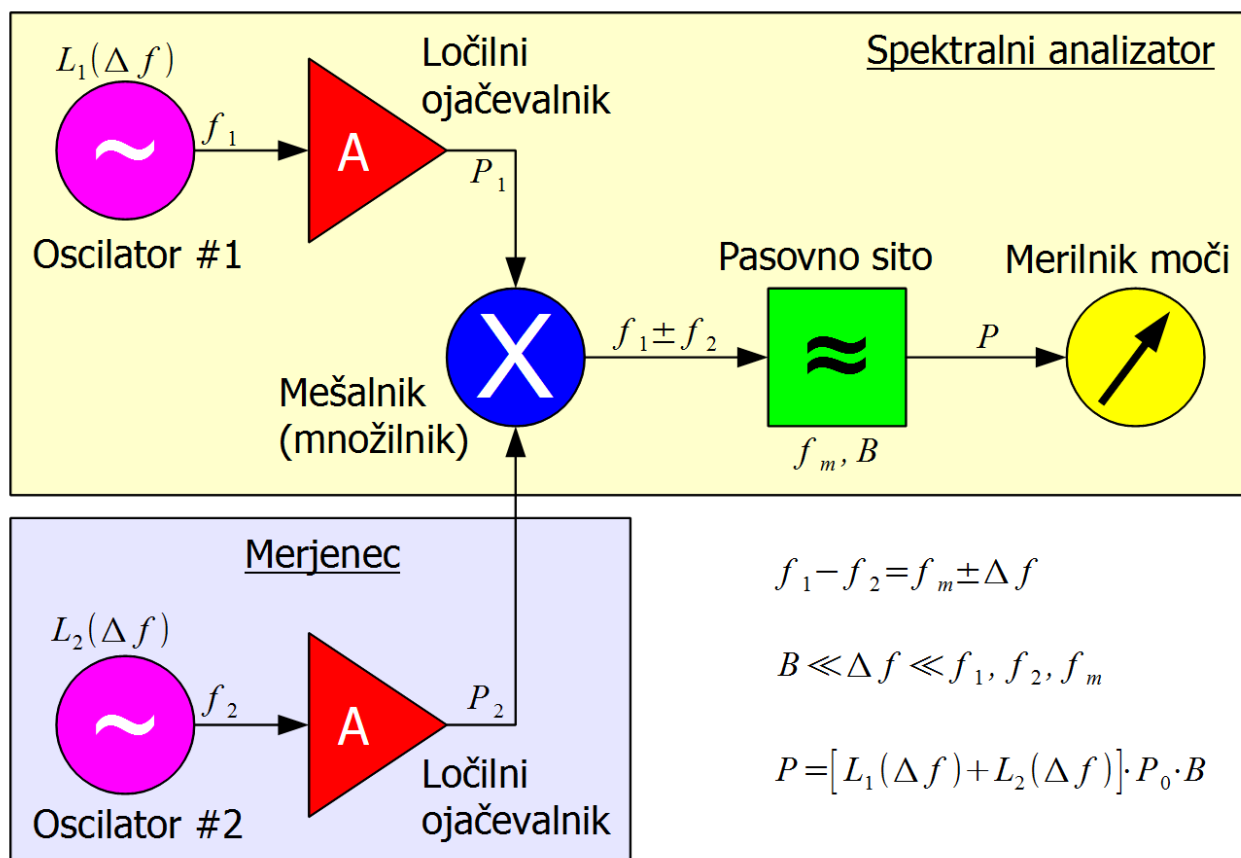 Spektralni analizator
L₁(Δf)
f₁
A
Ločilni
ojačevalnik
P₁
Oscilator #1
X
Mešalnik
(množilnik)
f₁±f₂
Pasovno sito
≈
fₘ, B
P
Merilnik moči
Merjenec
L₂(Δf)
~
f₂
A
P₂
Ločilni
ojačevalnik
Oscilator #2
f₁−f₂=fₘ±Δf
B≪Δf≪f₁, f₂, fₘ
P=[L₁(Δf)+L₂(Δf)]·P₀·B